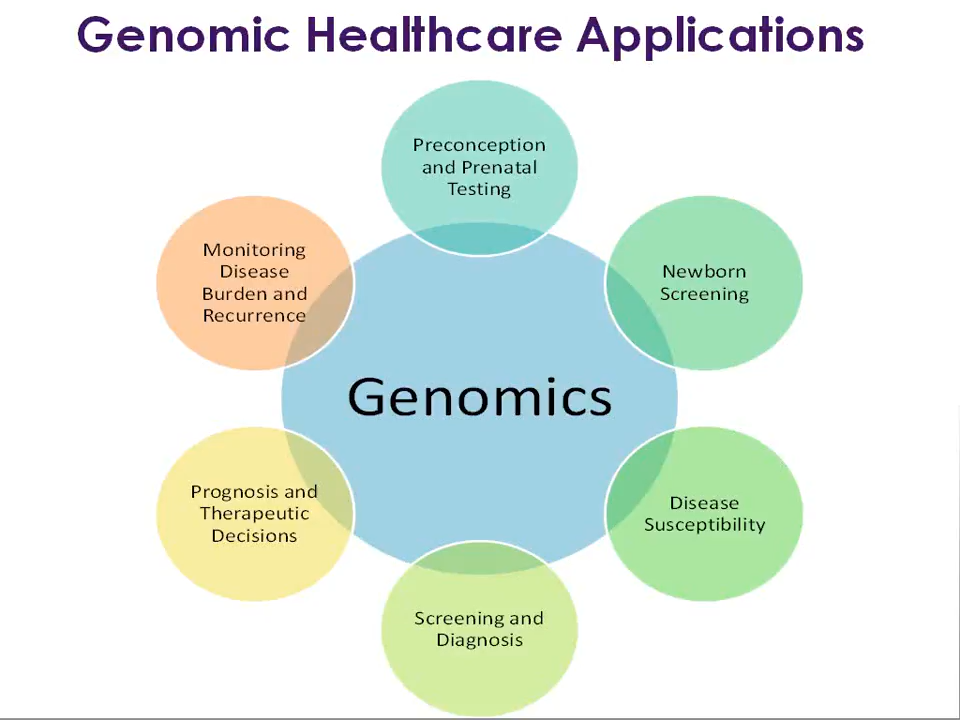 Genomic Healthcare Applications
Preconception
and Prenatal
Testing
Newborn
Screening
Disease
Susceptibility
Screening and
Diagnosis
Prognosis and
Therapeutic
Decisions
Monitoring
Disease
Burden and
Recurrence
Genomics